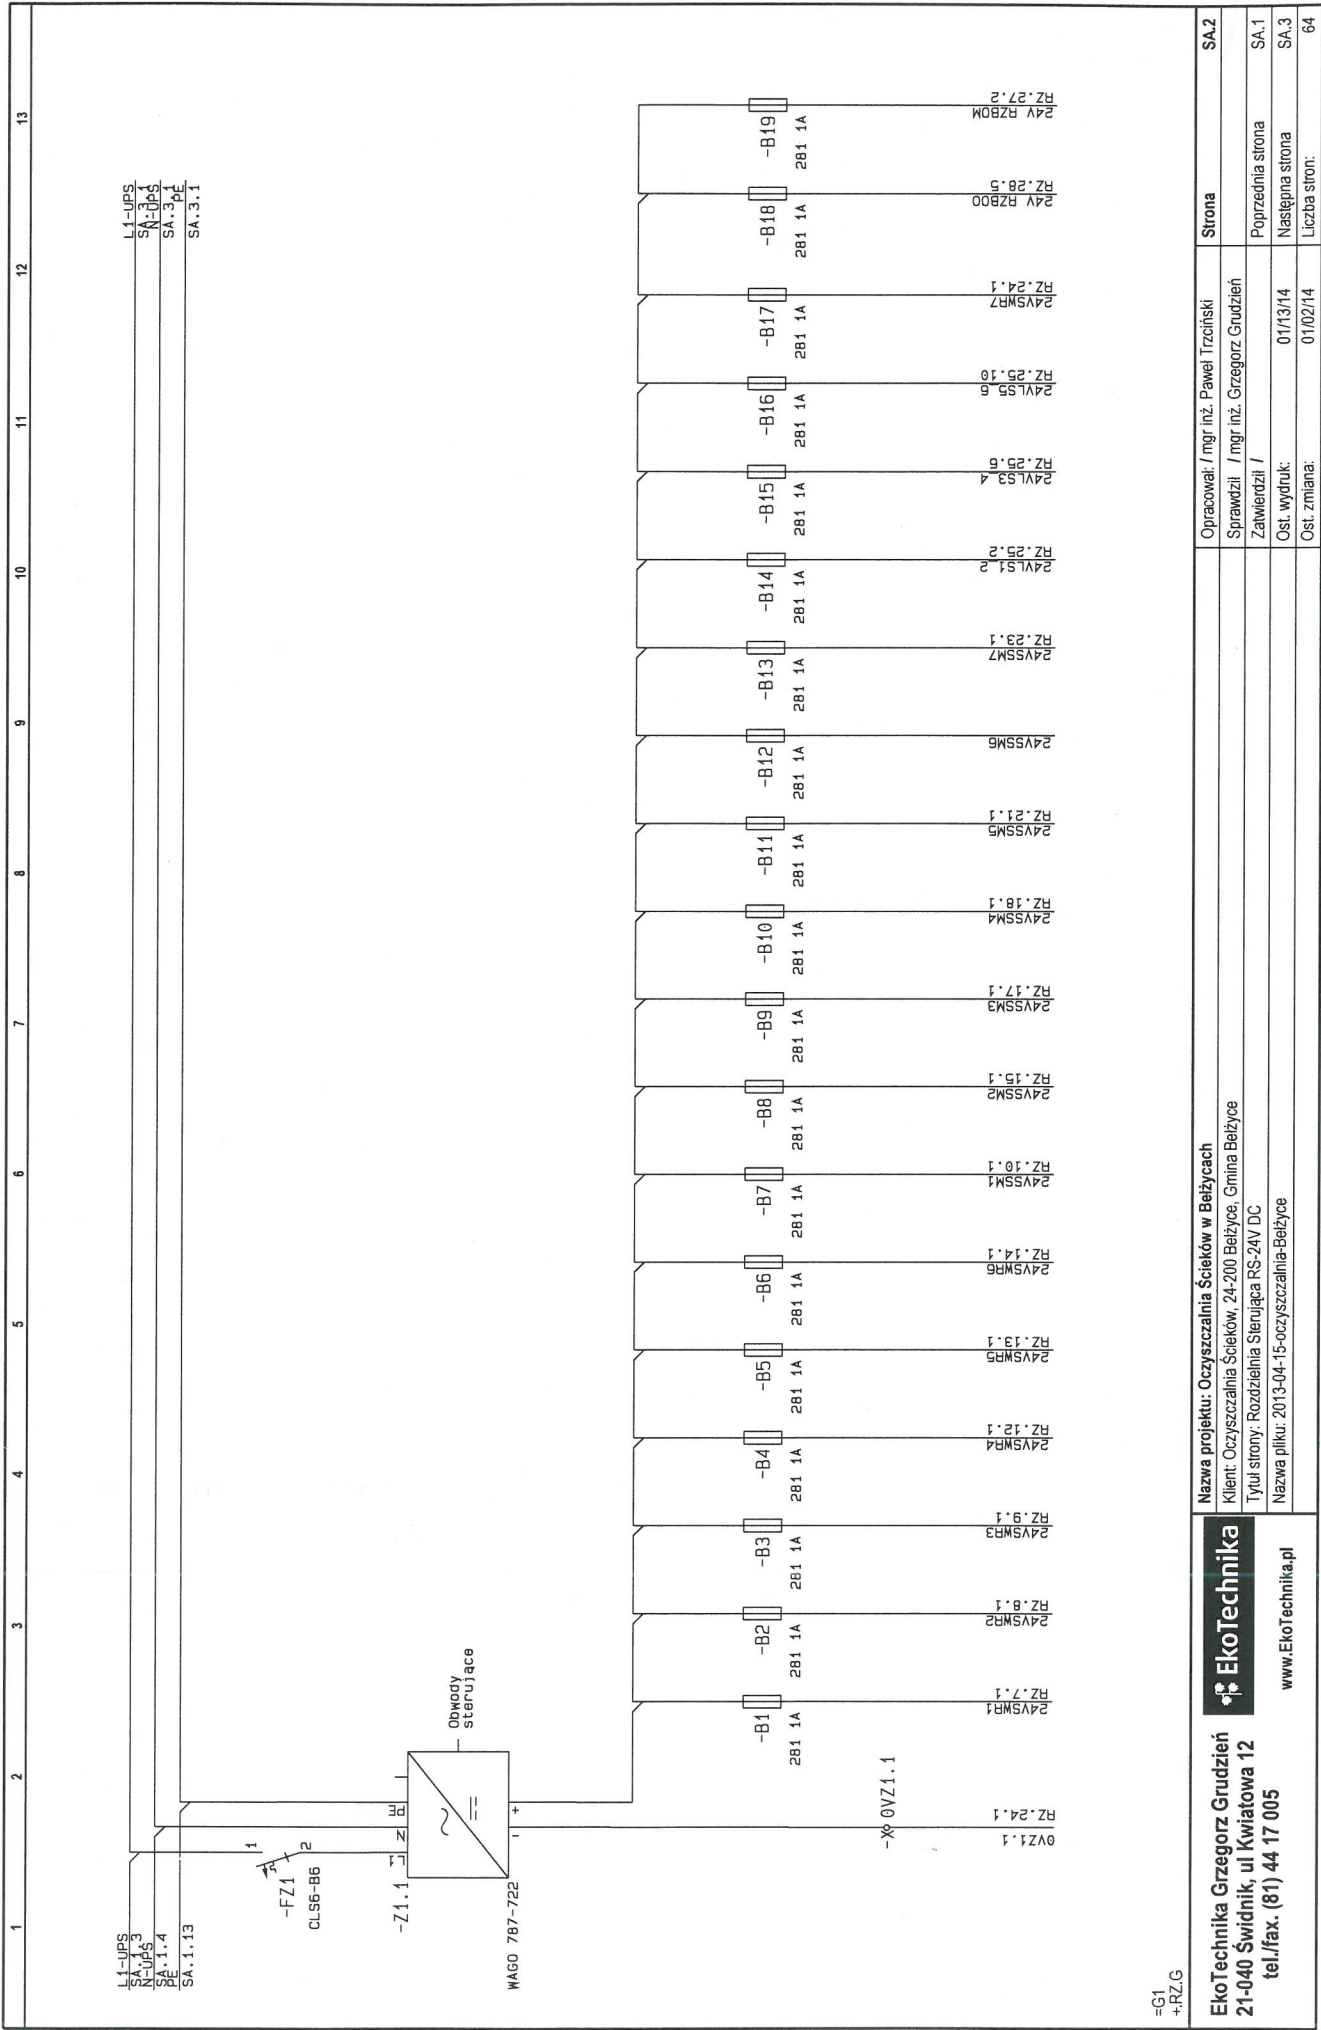 1 2 3 4 5 6 7 8 9 10 11 12 13
L1-UPS
SA.1.3
N-UPS
SA.1.4
PE
SA.1.13
L1-UPS
SA.3.1
N-UPS
SA.3.1
PE
SA.3.1
-FZ1
CLS6-B6
1
2
-Z1.1
L1 N PE
Obwody
sterujące
WAGO 787-722
- +
-X 0VZ1.1
0VZ1.1
RZ.24.1
-B1
281 1A
24VSWR1
RZ.7.1
-B2
281 1A
24VSWR2
RZ.8.1
-B3
281 1A
24VSWR3
RZ.9.1
-B4
281 1A
24VSWR4
RZ.12.1
-B5
281 1A
24VSWR5
RZ.13.1
-B6
281 1A
24VSWR6
RZ.14.1
-B7
281 1A
24VSSM1
RZ.10.1
-B8
281 1A
24VSSM2
RZ.15.1
-B9
281 1A
24VSSM3
RZ.17.1
-B10
281 1A
24VSSM4
RZ.18.1
-B11
281 1A
24VSSM5
RZ.21.1
-B12
281 1A
24VSSM6
-B13
281 1A
24VSSM7
RZ.23.1
-B14
281 1A
24VLS1_2
RZ.25.2
-B15
281 1A
24VLS3_4
RZ.25.6
-B16
281 1A
24VLS5_6
RZ.25.10
-B17
281 1A
24VSWR7
RZ.24.1
-B18
281 1A
24V RZBOO
RZ.28.5
-B19
281 1A
24V RZBOM
RZ.27.2
=G1
+RZ.G
EkoTechnika Grzegorz Grudzień
21-040 Świdnik, ul Kwiatowa 12
tel./fax. (81) 44 17 005
EkoTechnika
www.EkoTechnika.pl
Nazwa projektu: Oczyszczalnia Ścieków w Bełżycach
Klient: Oczyszczalnia Ścieków, 24-200 Bełżyce, Gmina Bełżyce
Tytuł strony: Rozdzielnia Sterująca RS-24V DC
Nazwa pliku: 2013-04-15-oczyszczalnia-Bełżyce
Opracował: / mgr inż. Paweł Trzciński
Sprawdził / mgr inż. Grzegorz Grudzień
Zatwierdził /
Ost. wydruk: 01/13/14
Ost. zmiana: 01/02/14
Strona SA.2
Poprzednia strona SA.1
Następna strona SA.3
Liczba stron: 64